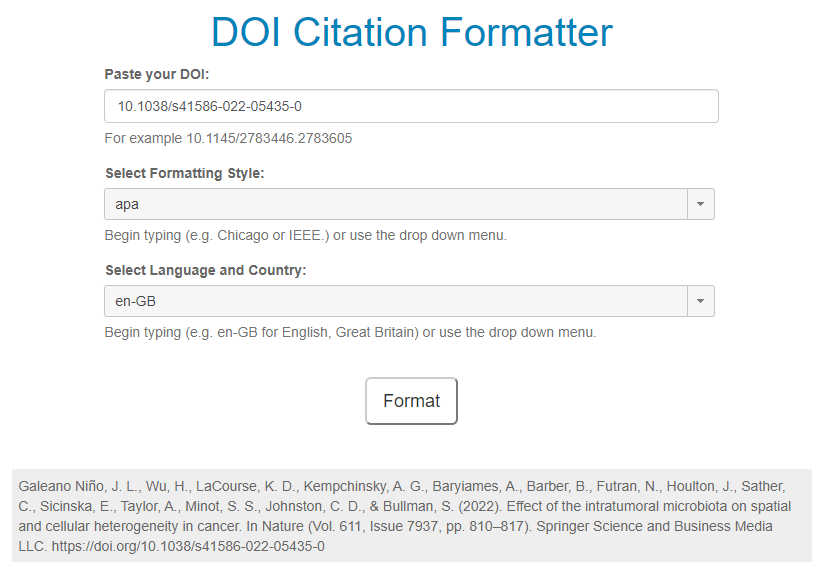 DOI Citation Formatter
Paste your DOI:
10.1038/s41586-022-05435-0
For example 10.1145/2783446.2783605
Select Formatting Style:
apa
Begin typing (e.g. Chicago or IEEE.) or use the drop down menu.
Select Language and Country:
en-GB
Begin typing (e.g. en-GB for English, Great Britain) or use the drop down menu.
Format
Galeano Niño, J. L., Wu, H., LaCourse, K. D., Kempchinsky, A. G., Baryiames, A., Barber, B., Futran, N., Houlton, J., Sather,
C., Sicinska, E., Taylor, A., Minot, S. S., Johnston, C. D., & Bullman, S. (2022). Effect of the intratumoral microbiota on spatial
and cellular heterogeneity in cancer. In Nature (Vol. 611, Issue 7937, pp. 810–817). Springer Science and Business Media
LLC. https://doi.org/10.1038/s41586-022-05435-0